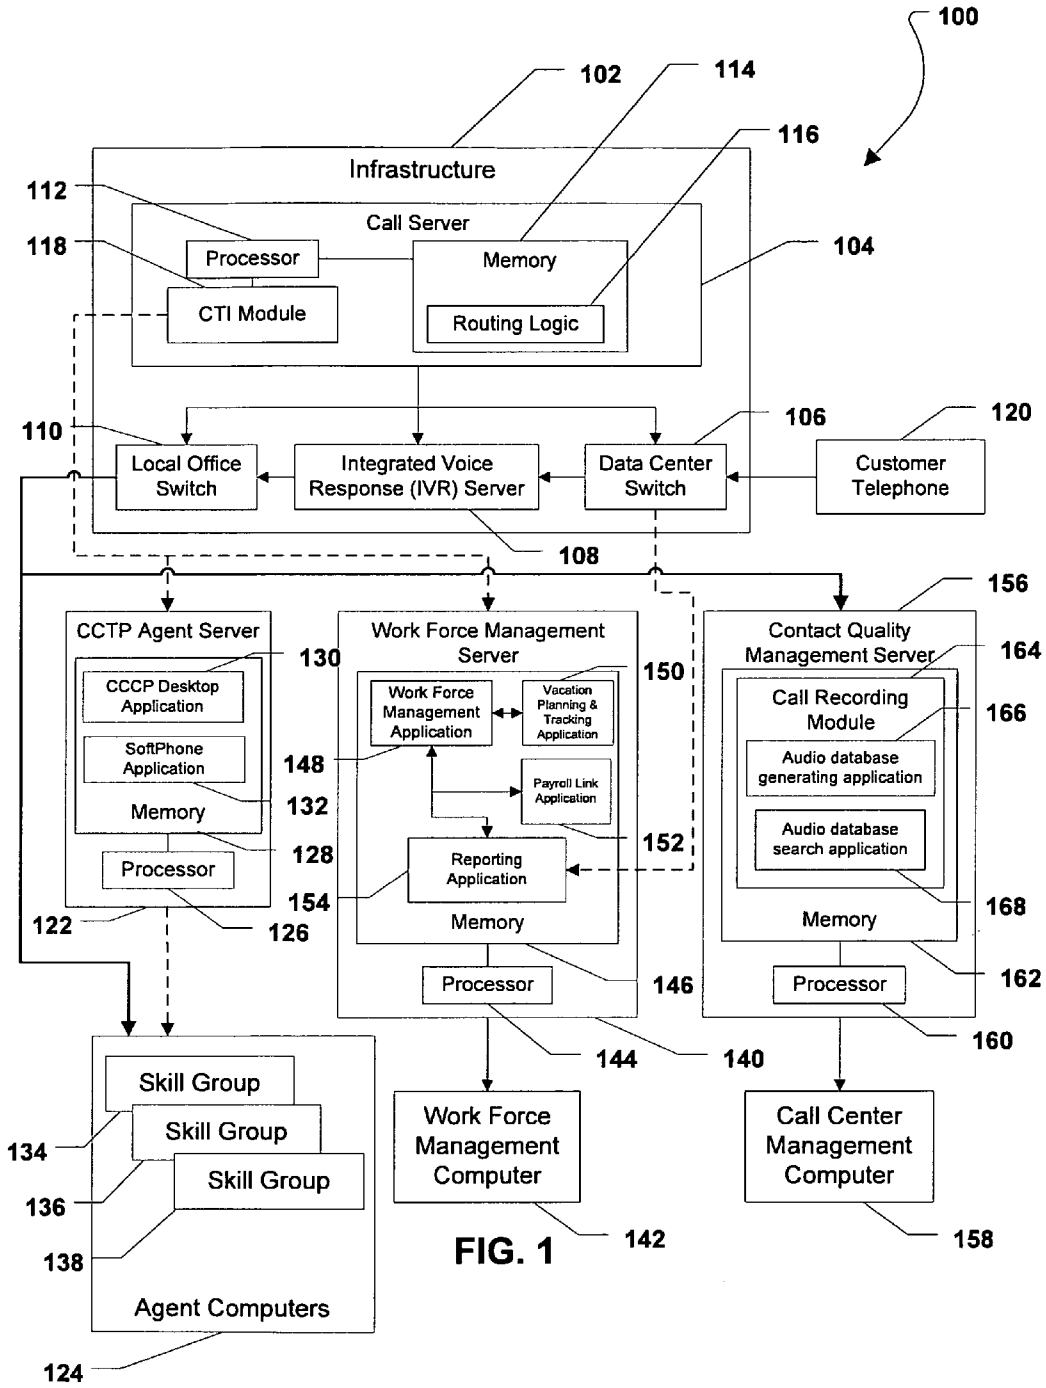 100
102
114
116
Infrastructure
112
Call Server
118
104
Processor
Memory
CTI Module
Routing Logic
110
106
120
Local Office
Switch
Integrated Voice
Response (IVR) Server
Data Center
Switch
Customer
Telephone
108
156
CCTP Agent Server
Work Force Management
Server
Contact Quality
Management Server
130
150
164
CCCP Desktop
Application
Work Force
Management
Application
Vacation
Planning &
Tracking
Application
Call Recording
Module
166
SoftPhone
Application
148
Audio database
generating application
Payroll Link
Application
132
Memory
152
Audio database
search application
128
Reporting
Application
Processor
154
168
122
126
Memory
Memory
146
162
Processor
Processor
144
140
160
Skill Group
134
Skill Group
136
Skill Group
138
Work Force
Management
Computer
Call Center
Management
Computer
142
158
FIG. 1
Agent Computers
124